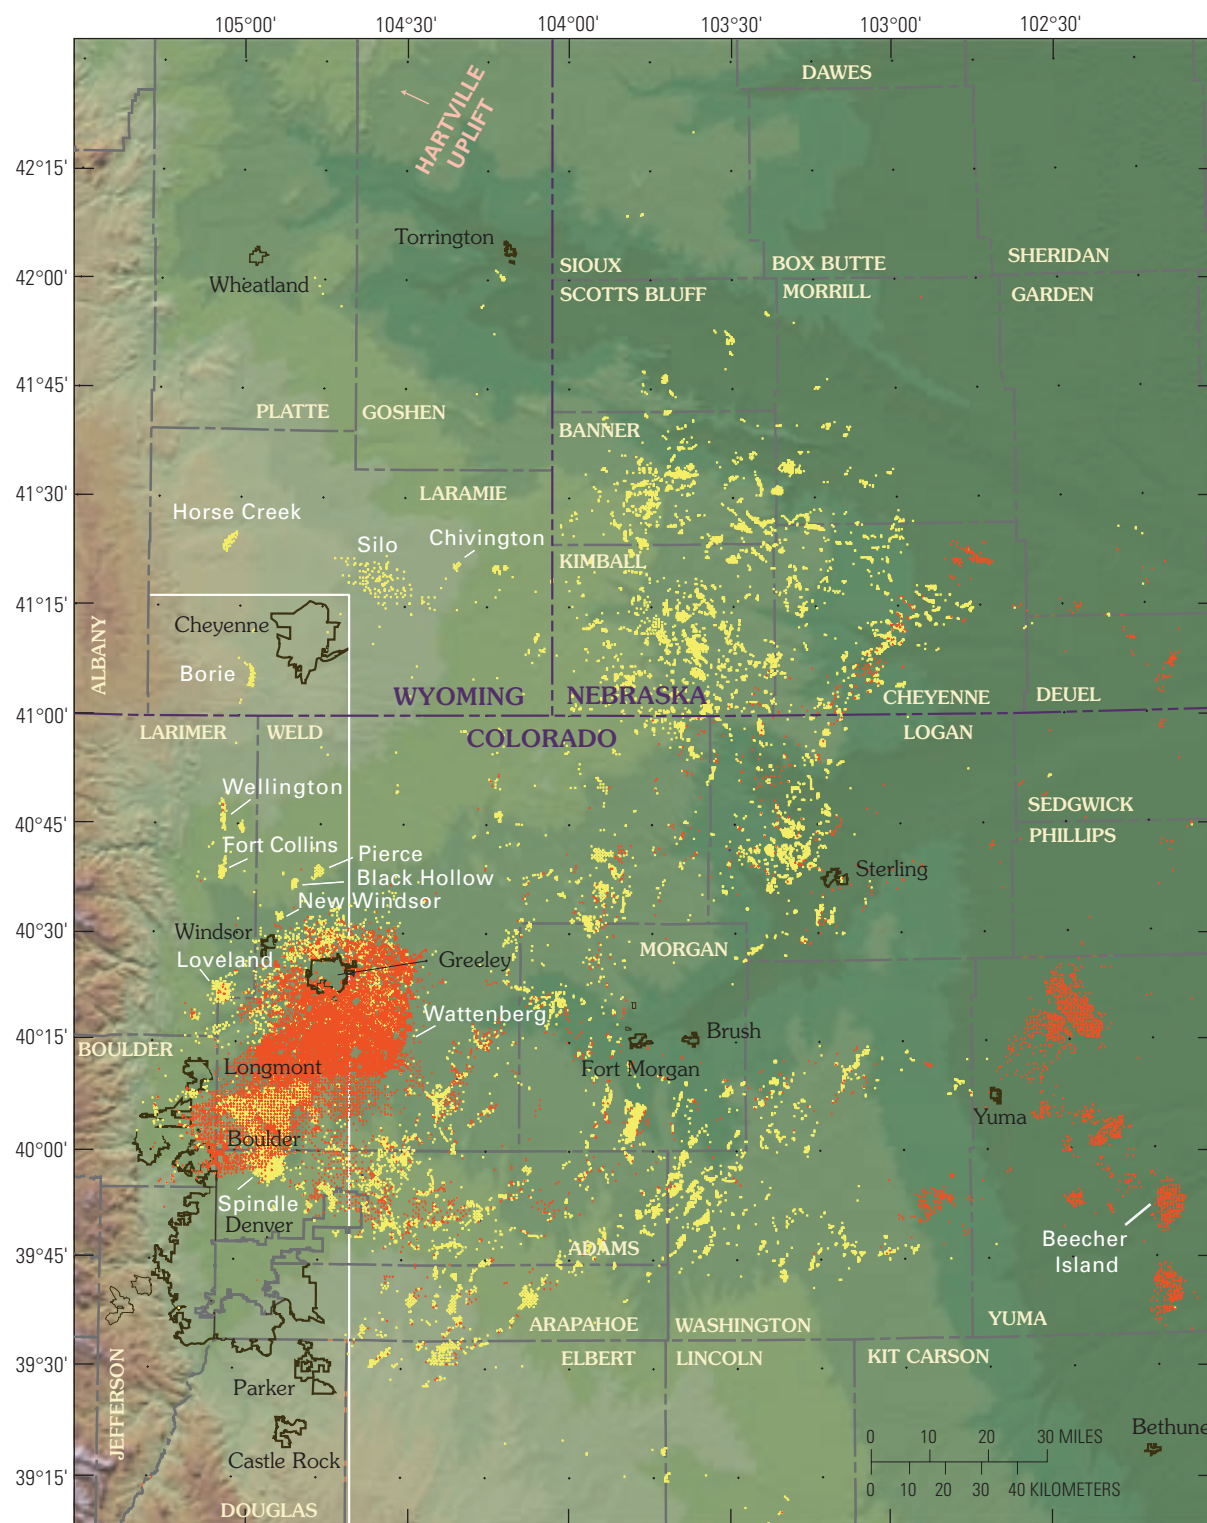 105°00' 104°30' 104°00' 103°30' 103°00' 102°30'
DAWES
HARTVILLE
UPLIFT
42°15'
Torrington
SIOUX
BOX BUTTE
SHERIDAN
42°00'
Wheatland
SCOTTS BLUFF
MORRILL
GARDEN
41°45'
PLATTE
GOSHEN
BANNER
41°30'
LARAMIE
Horse Creek
Silo
Chivington
KIMBALL
41°15'
Cheyenne
ALBANY
Borie
WYOMING
NEBRASKA
CHEYENNE
DEUEL
41°00'
LARIMER
WELD
COLORADO
LOGAN
Wellington
SEDGWICK
40°45'
PHILLIPS
Fort Collins
Pierce
Black Hollow
Sterling
New Windsor
40°30'
Windsor
MORGAN
Loveland
Greeley
Wattenberg
40°15'
BOULDER
Brush
Longmont
Fort Morgan
Yuma
40°00'
Boulder
Spindle
Denver
Beecher
Island
39°45'
ADAMS
ARAPAHOE
WASHINGTON
YUMA
39°30'
ELBERT
LINCOLN
KIT CARSON
JEFFERSON
Parker
Castle Rock
Bethune
0 10 20 30 MILES
39°15'
0 10 20 30 40 KILOMETERS
DOUGLAS